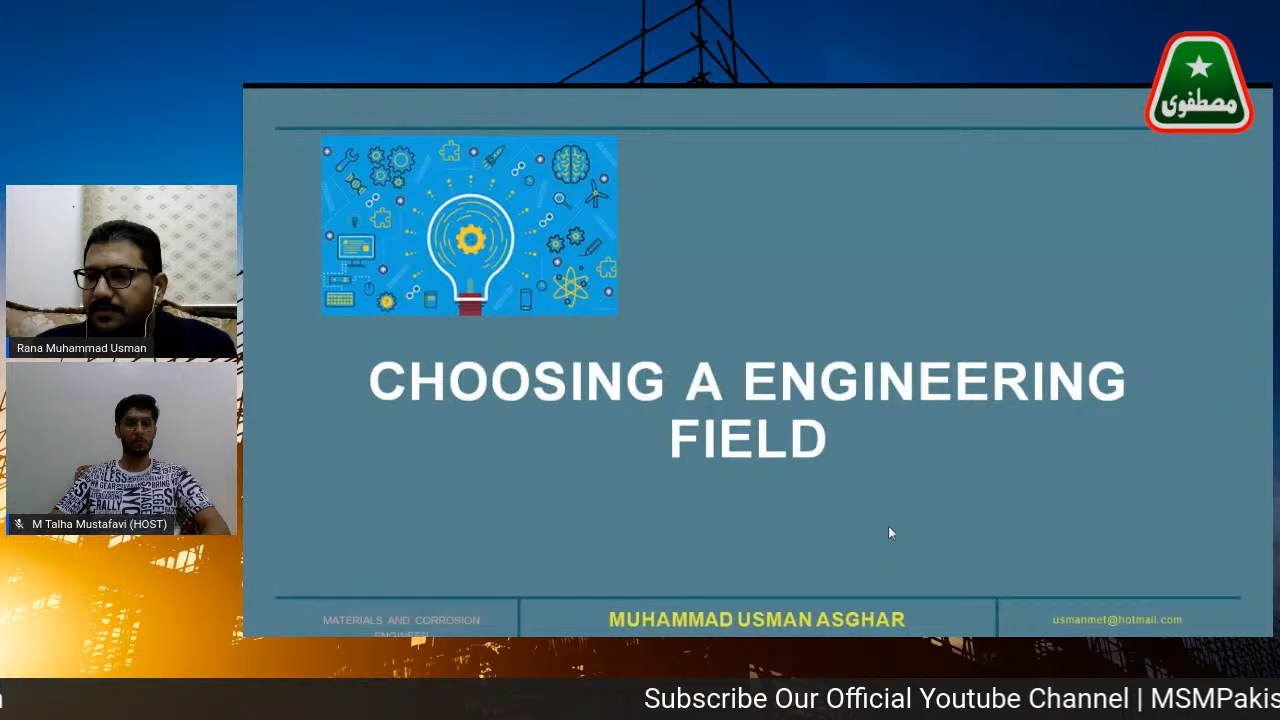 مصطفوی
CHOOSING A ENGINEERING
FIELD
Rana Muhammad Usman
M Talha Mustafavi (HOST)
MATERIALS AND CORROSION
ENGINEER
MUHAMMAD USMAN ASGHAR
usmanmet@hotmail.com
Subscribe Our Official Youtube Channel | MSMPakis